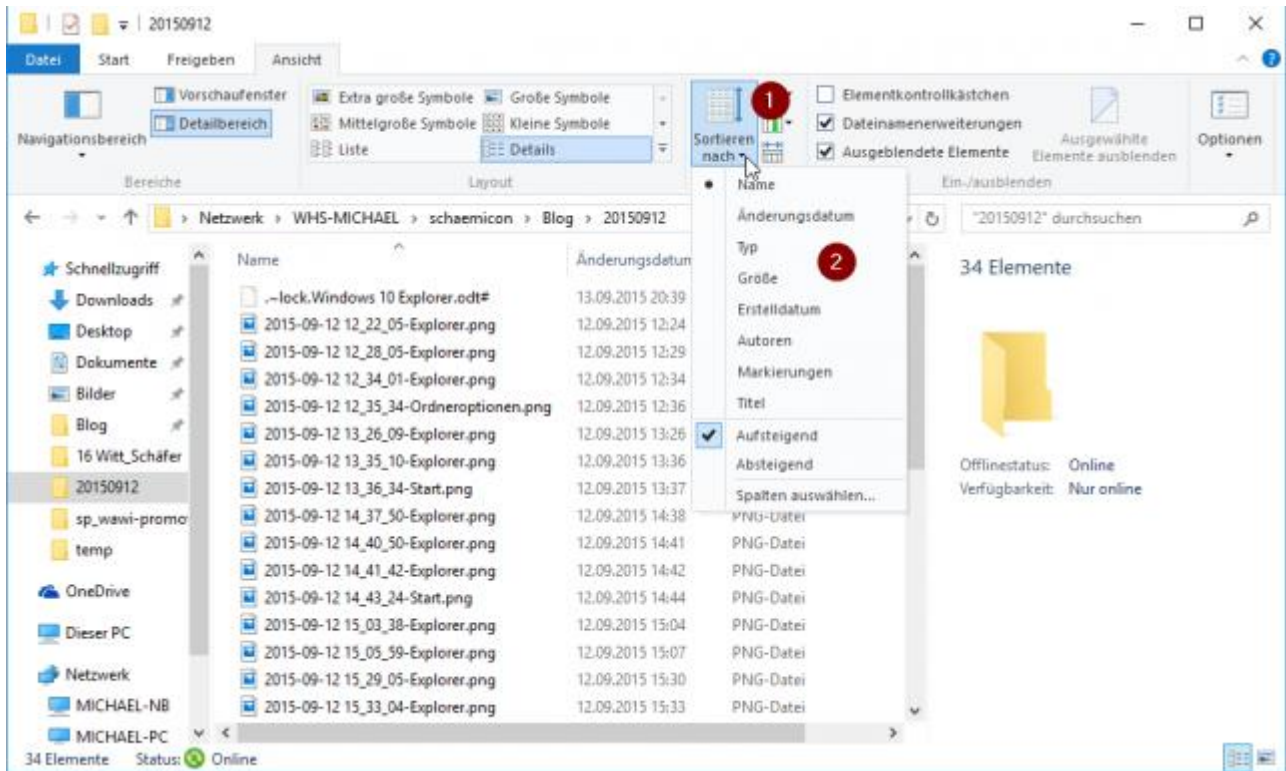 20150912
Datei Start Freigeben Ansicht
Navigationsbereich
Vorschaufenster
Detailbereich
Bereiche
Extra große Symbole Große Symbole
Mittelgroße Symbole Kleine Symbole
Liste Details
Layout
Sortieren
nach
1
Elementkontrollkästchen
Dateinamenerweiterungen
Ausgeblendete Elemente
Ausgewählte
Elemente ausblenden
Ein-/ausblenden
Optionen
Netzwerk WHS-MICHAEL schaemicon Blog 20150912
"20150912" durchsuchen
Schnellzugriff
Downloads
Desktop
Dokumente
Bilder
Blog
16 Witt_Schäfer
20150912
sp_wawi-promo
temp
OneDrive
Dieser PC
Netzwerk
MICHAEL-NB
MICHAEL-PC
Name Änderungsdatum
.~lock.Windows 10 Explorer.odt# 13.09.2015 20:39
2015-09-12 12_22_05-Explorer.png 12.09.2015 12:24
2015-09-12 12_28_05-Explorer.png 12.09.2015 12:29
2015-09-12 12_34_01-Explorer.png 12.09.2015 12:34
2015-09-12 12_35_34-Ordneroptionen.png 12.09.2015 12:36
2015-09-12 13_26_09-Explorer.png 12.09.2015 13:26
2015-09-12 13_35_10-Explorer.png 12.09.2015 13:36
2015-09-12 13_36_34-Start.png 12.09.2015 13:37
2015-09-12 14_37_50-Explorer.png 12.09.2015 14:38 PNG-Datei
2015-09-12 14_40_50-Explorer.png 12.09.2015 14:41 PNG-Datei
2015-09-12 14_41_42-Explorer.png 12.09.2015 14:42 PNG-Datei
2015-09-12 14_43_24-Start.png 12.09.2015 14:44 PNG-Datei
2015-09-12 15_03_38-Explorer.png 12.09.2015 15:04 PNG-Datei
2015-09-12 15_05_59-Explorer.png 12.09.2015 15:07 PNG-Datei
2015-09-12 15_29_05-Explorer.png 12.09.2015 15:30 PNG-Datei
2015-09-12 15_33_04-Explorer.png 12.09.2015 15:33 PNG-Datei
Name
Änderungsdatum
Typ
2
Größe
Erstelldatum
Autoren
Markierungen
Titel
Aufsteigend
Absteigend
Spalten auswählen...
34 Elemente
Offlinestatus: Online
Verfügbarkeit: Nur online
34 Elemente Status: Online